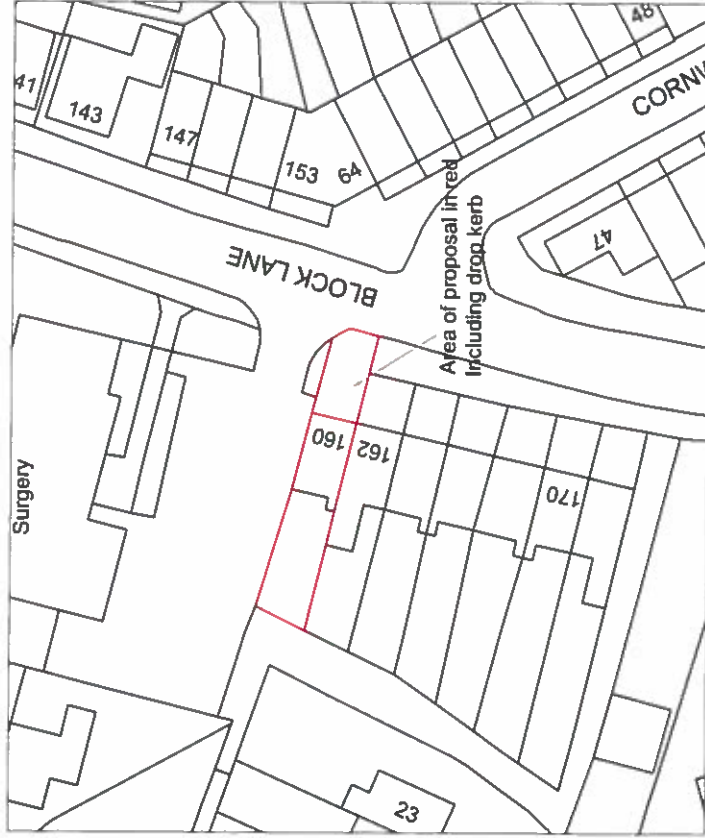 41
143
147
153
64
48
CORNW
BLOCK LANE
47
Area of proposal in red
Including drop kerb
Surgery
160
162
170
23